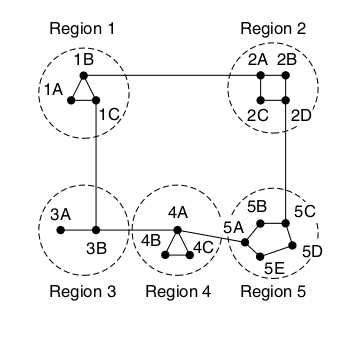 Region 1
Region 2
1B
2A
2B
1A
1C
2C
2D
3A
4A
5B
5C
5A
3B
4B
4C
5D
5E
Region 3
Region 4
Region 5